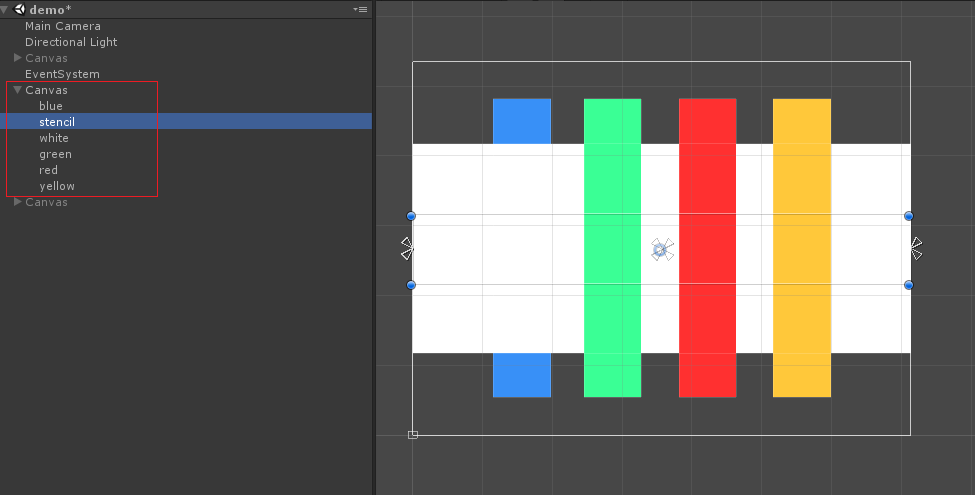 demo*
Main Camera
Directional Light
Canvas
EventSystem
Canvas
blue
stencil
white
green
red
yellow
Canvas